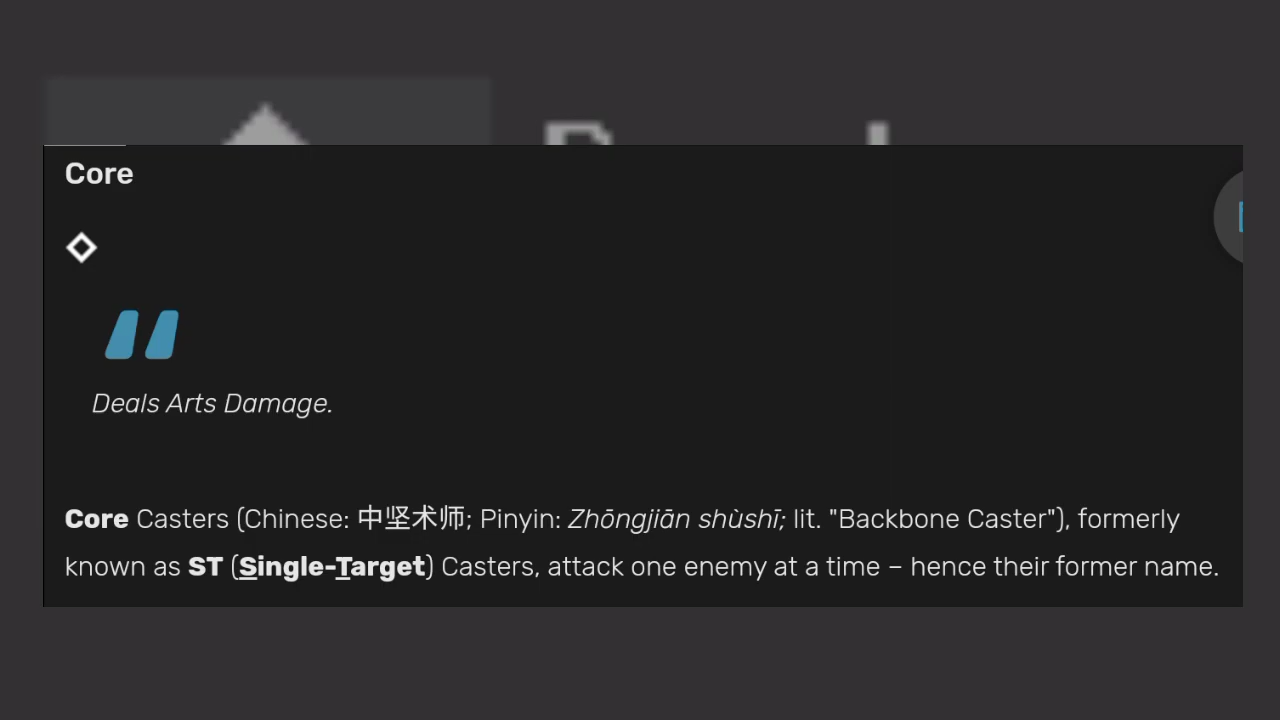 Core
Deals Arts Damage.
Core Casters (Chinese: 中坚术师; Pinyin: Zhōngjiān shùshī; lit. "Backbone Caster"), formerly
known as ST (Single-Target) Casters, attack one enemy at a time – hence their former name.